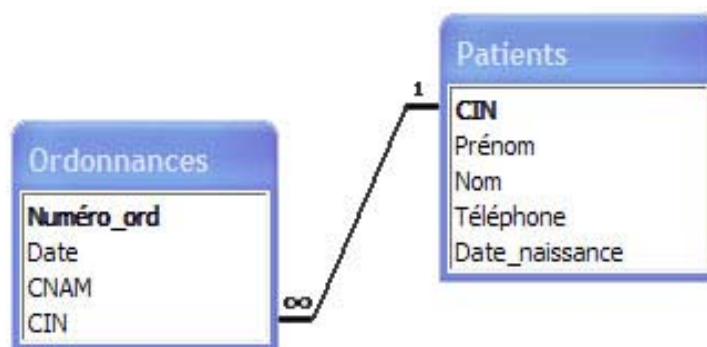 Ordonnances
Numéro_ord
Date
CNAM
CIN
∞
1
Patients
CIN
Prénom
Nom
Téléphone
Date_naissance